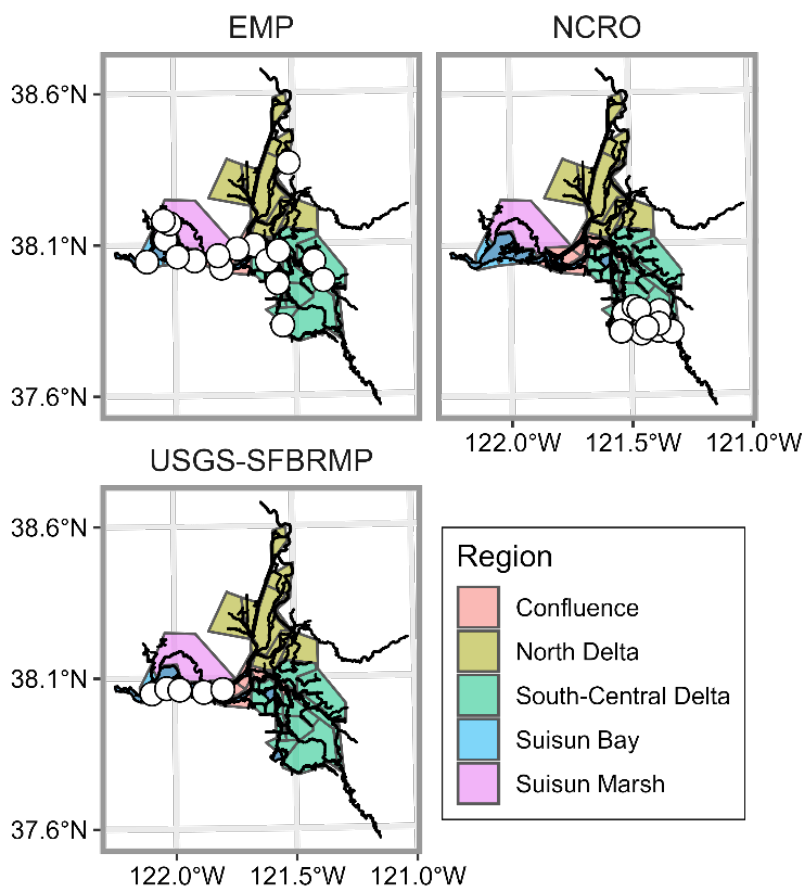 EMP
NCRO
38.6°N
38.1°N
37.6°N
122.0°W 121.5°W 121.0°W
USGS-SFBRMP
38.6°N
38.1°N
37.6°N
122.0°W 121.5°W 121.0°W
Region
Confluence
North Delta
South-Central Delta
Suisun Bay
Suisun Marsh